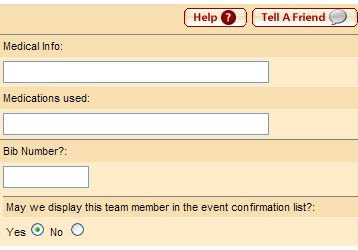 Help ? Tell A Friend
Medical Info:
Medications used:
Bib Number?:
May we display this team member in the event confirmation list?:
Yes No